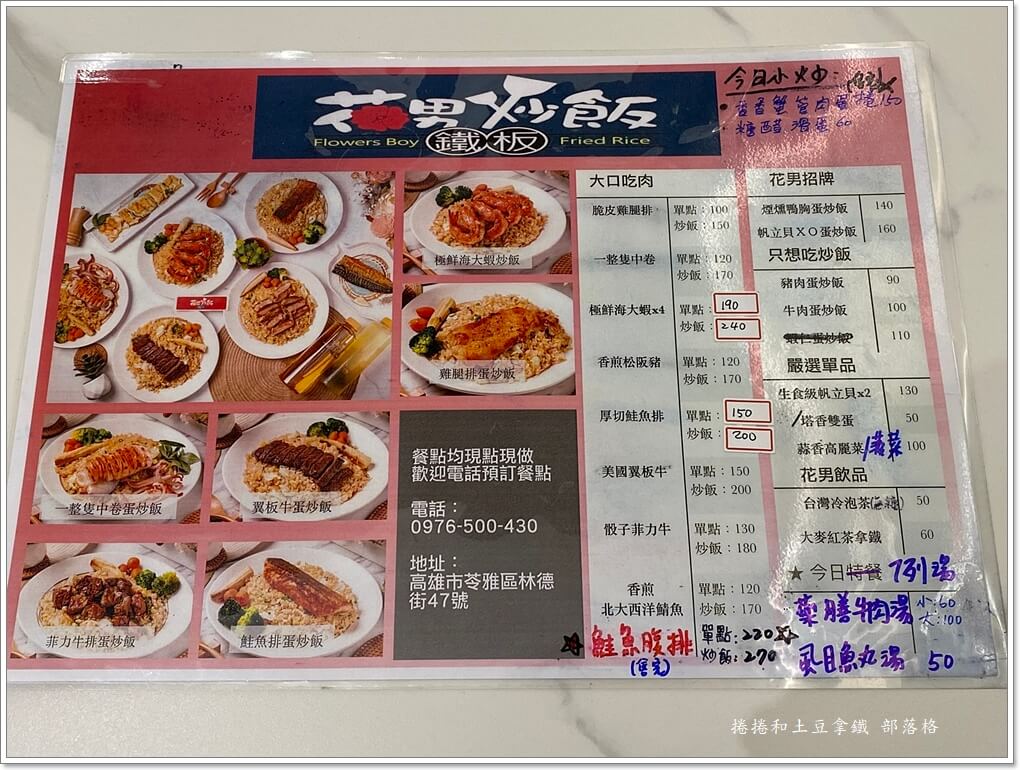 今日小炒：
香蛋捲150
糖醋滑蛋60
花男炒飯
Flowers Boy 鐵板 Fried Rice
極鮮海大蝦炒飯
雞腿排蛋炒飯
一整隻中卷蛋炒飯
翼板牛蛋炒飯
菲力牛排蛋炒飯
鮭魚排蛋炒飯
餐點均現點現做
歡迎電話預訂餐點
電話：
0976-500-430
地址：
高雄市苓雅區林德
街47號
大口吃肉
脆皮雞腿排 單點：100
炒飯：150
一整隻中卷 單點：120
炒飯：170
極鮮海大蝦x4 單點：190
炒飯：240
香煎松阪豬 單點：120
炒飯：170
厚切鮭魚排 單點：150
炒飯：200
美國翼板牛 單點：150
炒飯：200
骰子菲力牛 單點：130
炒飯：180
香煎 單點：120
北大西洋鯖魚 炒飯：170
鮭魚腹排 單點：220
(售完) 炒飯：270
花男招牌
煙燻鴨胸蛋炒飯 140
帆立貝XO蛋炒飯 160
只想吃炒飯
豬肉蛋炒飯 90
牛肉蛋炒飯 100
蝦仁蛋炒飯 110
嚴選單品
生食級帆立貝x2 130
塔香雙蛋 50
蒜香高麗菜 100
花男飲品
台灣冷泡茶(無糖) 50
大麥紅茶拿鐵 60
★今日特餐 例湯
藥膳牛肉湯 小:60
大:100
虱目魚丸湯 50
捲捲和土豆拿鐵 部落格